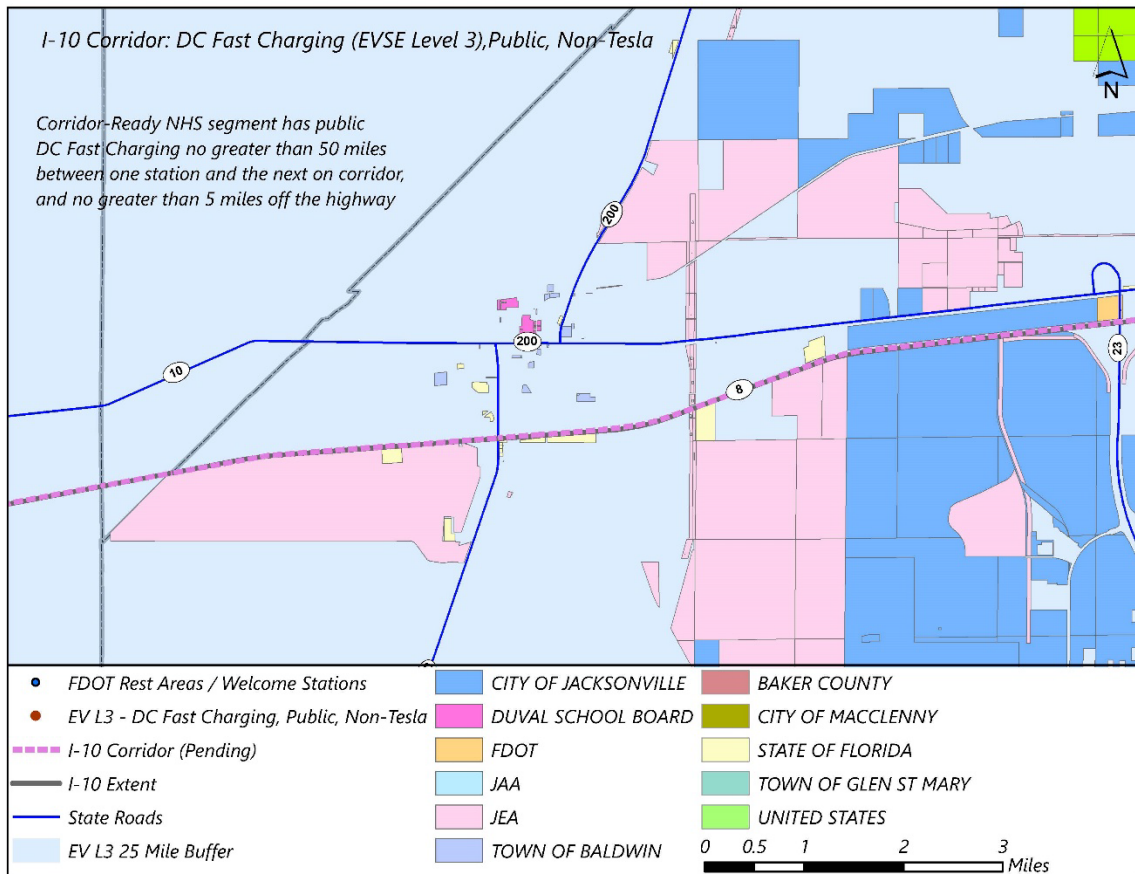 I-10 Corridor: DC Fast Charging (EVSE Level 3),Public, Non-Tesla
N
Corridor-Ready NHS segment has public
DC Fast Charging no greater than 50 miles
between one station and the next on corridor,
and no greater than 5 miles off the highway
200
200
10
8
23
FDOT Rest Areas / Welcome Stations
EV L3 - DC Fast Charging, Public, Non-Tesla
I-10 Corridor (Pending)
I-10 Extent
State Roads
EV L3 25 Mile Buffer
CITY OF JACKSONVILLE
DUVAL SCHOOL BOARD
FDOT
JAA
JEA
TOWN OF BALDWIN
BAKER COUNTY
CITY OF MACCLENNY
STATE OF FLORIDA
TOWN OF GLEN ST MARY
UNITED STATES
0 0.5 1 2 3
Miles